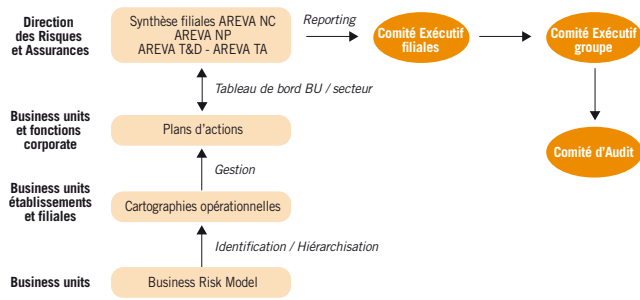 Direction
des Risques
et Assurances
Synthèse filiales AREVA NC
AREVA NP
AREVA T&D - AREVA TA
Reporting
Comité Exécutif
filiales
Comité Exécutif
groupe
Tableau de bord BU / secteur
Business units
et fonctions
corporate
Plans d'actions
Comité d'Audit
Gestion
Business units
établissements
et filiales
Cartographies opérationnelles
Identification / Hiérarchisation
Business units
Business Risk Model